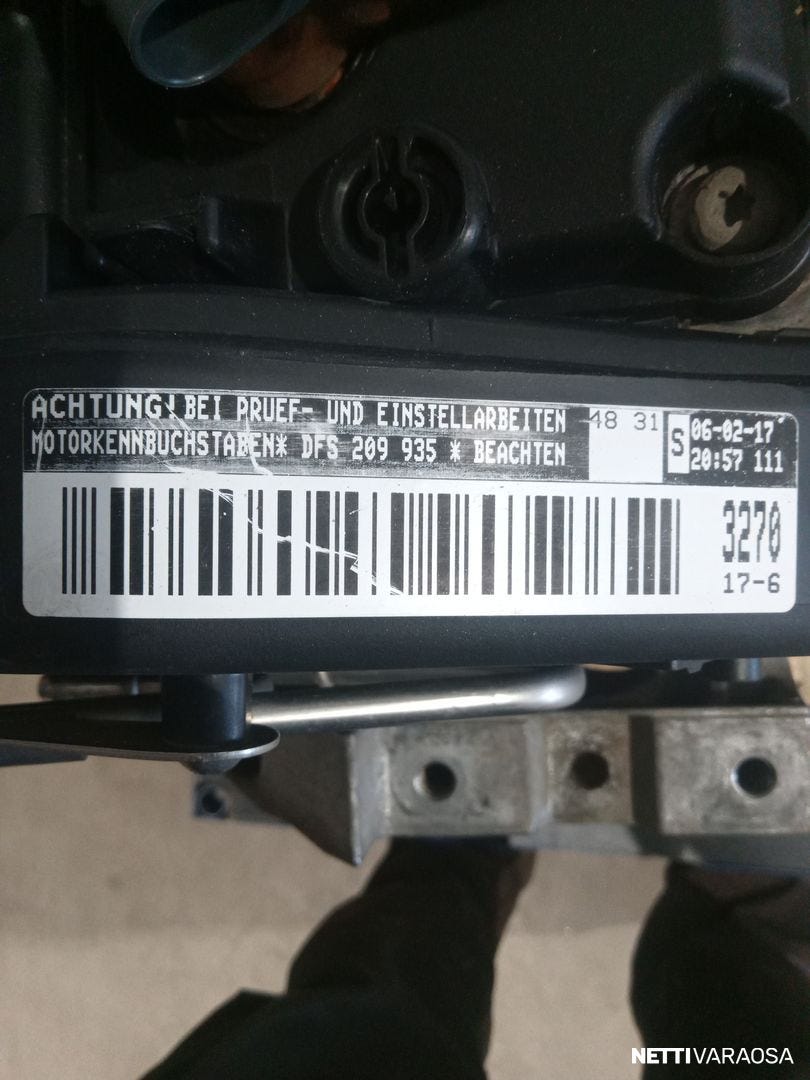 ACHTUNG! BEI PRUEF- UND EINSTELLARBEITEN
MOTORKENNBUCHSTABEN* DFS 209 935 * BEACHTEN
48 31
S
06-02-17
20:57 111
3270
17-6
NETTIVARAOSA